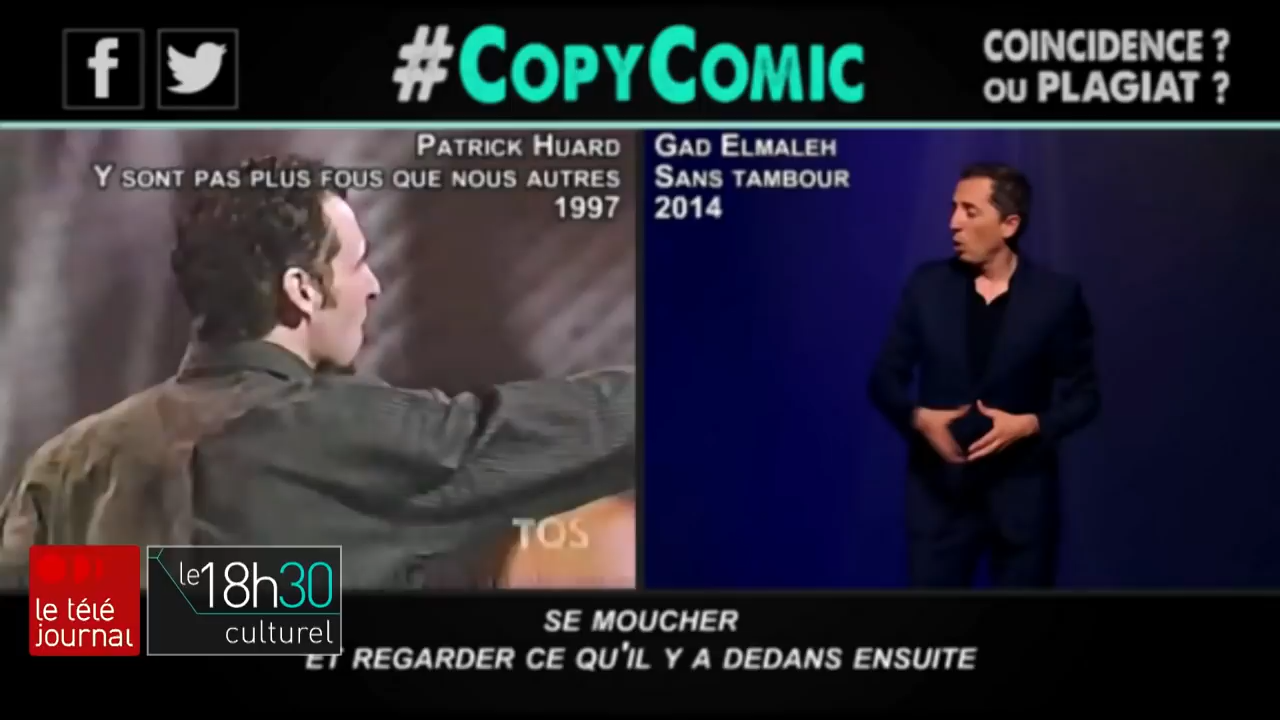 #COPYCOMIC
COINCIDENCE ?
OU PLAGIAT ?
PATRICK HUARD
Y SONT PAS PLUS FOUS QUE NOUS AUTRES
1997
GAD ELMALEH
SANS TAMBOUR
2014
TOS
le télé
journal
le18h30
culturel
SE MOUCHER
ET REGARDER CE QU'IL Y A DEDANS ENSUITE